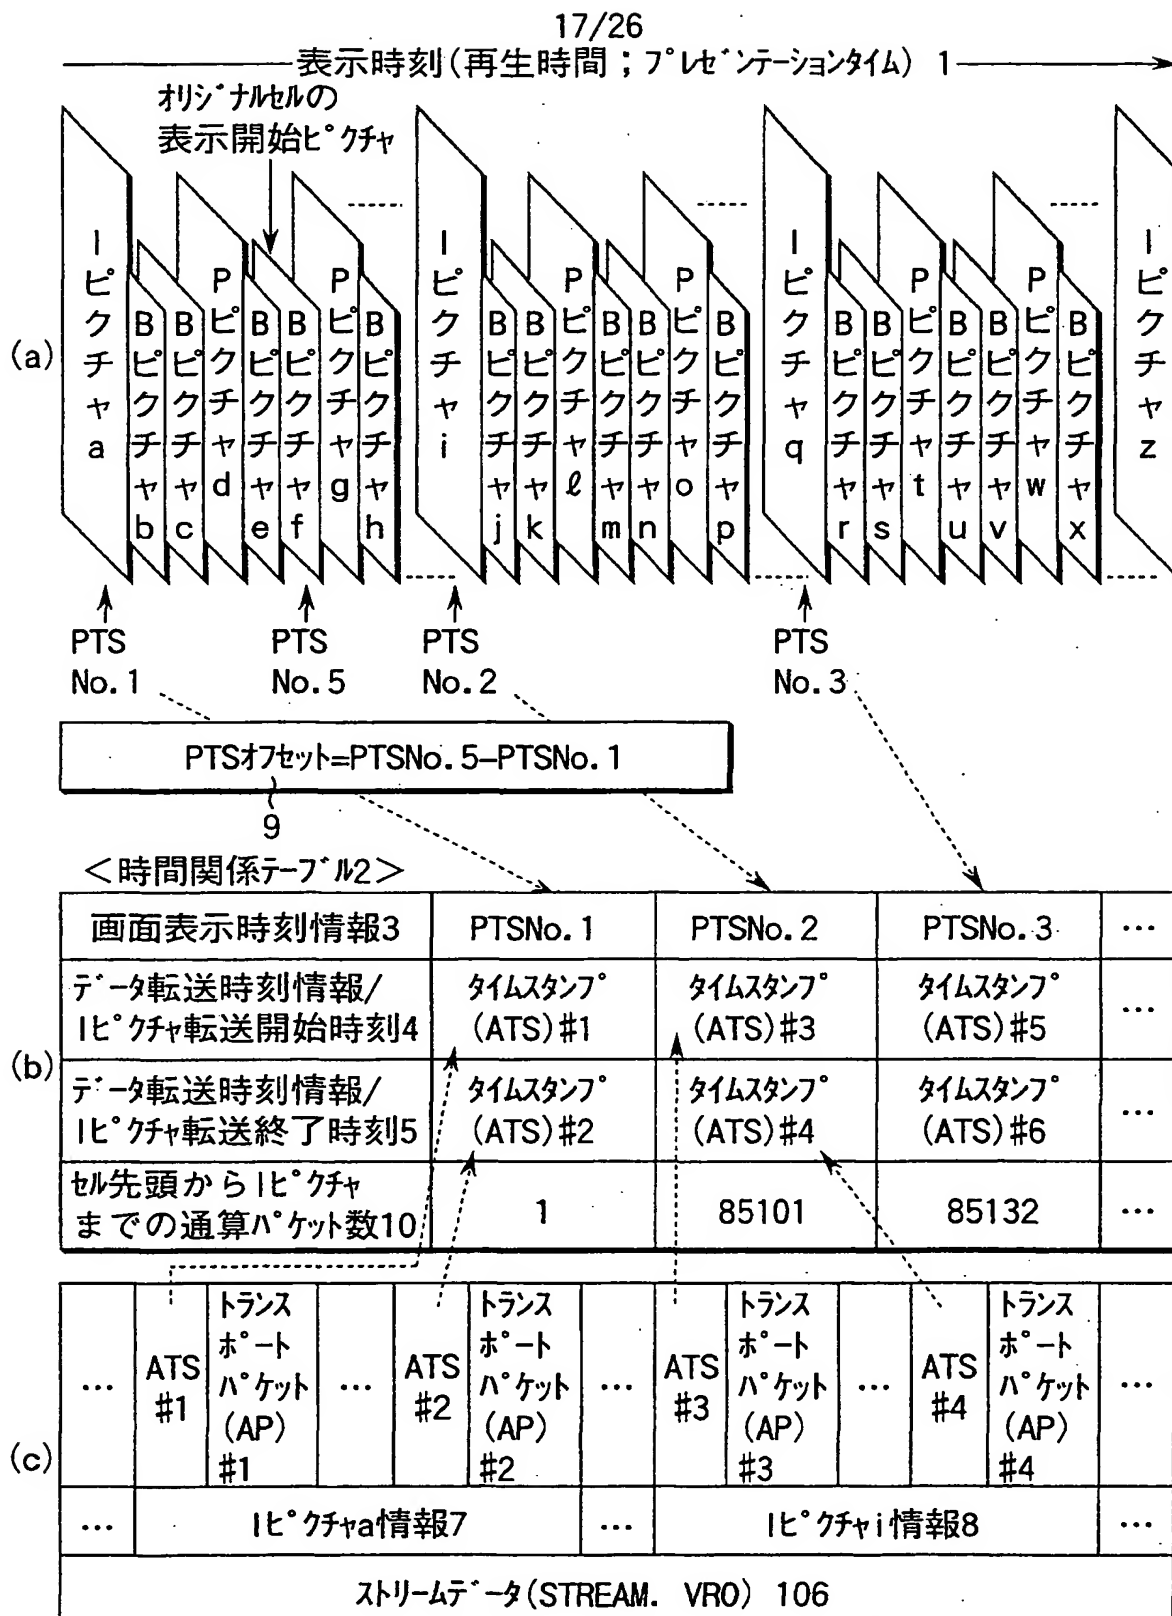 17/26
表示時刻(再生時間;プレゼンテーションタイム) 1
オリジナルセルの
表示開始ピクチャ
(a)
Iピクチャa
Bピクチャb
Bピクチャc
Pピクチャd
Bピクチャe
Bピクチャf
Pピクチャg
Bピクチャh
Iピクチャi
Bピクチャj
Bピクチャk
Pピクチャℓ
Bピクチャm
Bピクチャn
Pピクチャo
Bピクチャp
Iピクチャq
Bピクチャr
Bピクチャs
Pピクチャt
Bピクチャu
Bピクチャv
Pピクチャw
Bピクチャx
Iピクチャz
PTS
No.1
PTS
No.5
PTS
No.2
PTS
No.3
PTSオフセット=PTSNo.5−PTSNo.1
9
<時間関係テーブル2>
(b)
画面表示時刻情報3 PTSNo.1 PTSNo.2 PTSNo.3 …
データ転送時刻情報/ タイムスタンプ タイムスタンプ タイムスタンプ …
Iピクチャ転送開始時刻4 (ATS)#1 (ATS)#3 (ATS)#5
データ転送時刻情報/ タイムスタンプ タイムスタンプ タイムスタンプ …
Iピクチャ転送終了時刻5 (ATS)#2 (ATS)#4 (ATS)#6
セル先頭からIピクチャ
までの通算パケット数10 1 85101 85132 …
(c)
…
ATS
#1
トランス
ポート
パケット
(AP)
#1
…
ATS
#2
トランス
ポート
パケット
(AP)
#2
…
ATS
#3
トランス
ポート
パケット
(AP)
#3
…
ATS
#4
トランス
ポート
パケット
(AP)
#4
…
… Iピクチャa情報7 … Iピクチャi情報8 …
ストリームデータ(STREAM. VRO) 106